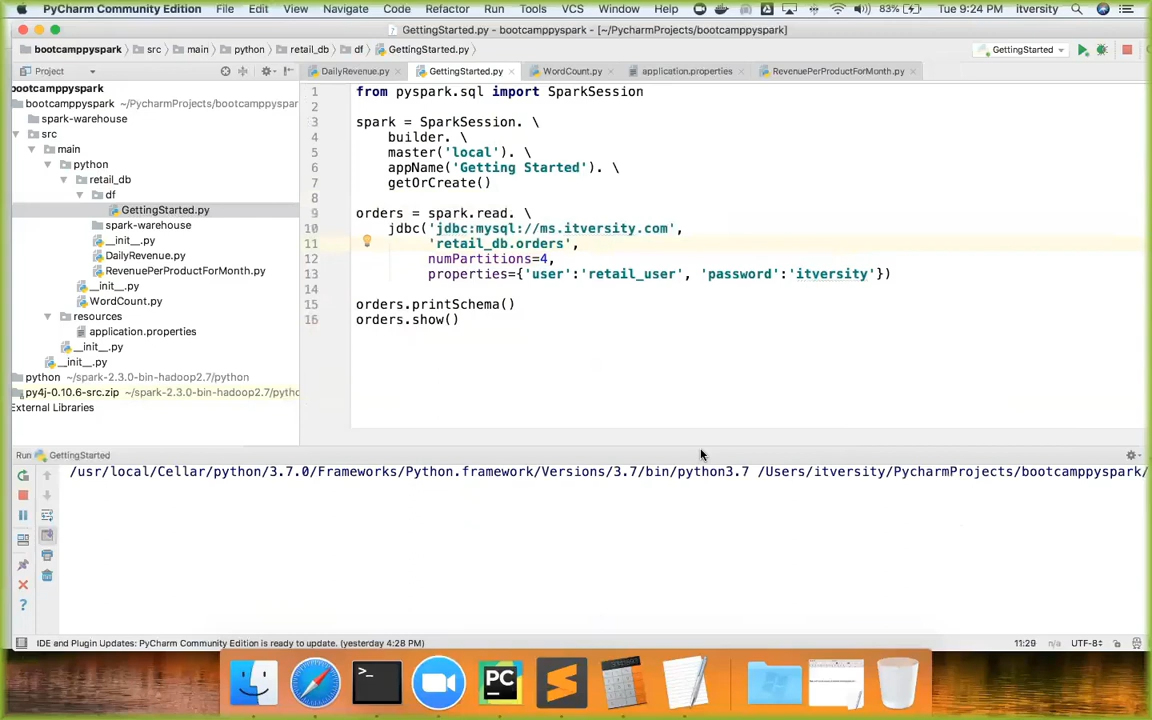 PyCharm Community Edition File Edit View Navigate Code Refactor Run Tools VCS Window Help 83% Tue 9:24 PM itversity
GettingStarted.py - bootcamppyspark - [~/PycharmProjects/bootcamppyspark]
bootcamppyspark src main python retail_db df GettingStarted.py GettingStarted
Project DailyRevenue.py GettingStarted.py WordCount.py application.properties RevenuePerProductForMonth.py
bootcamppyspark
bootcamppyspark ~/PycharmProjects/bootcamppyspar
spark-warehouse
src
main
python
retail_db
df
GettingStarted.py
spark-warehouse
__init__.py
DailyRevenue.py
RevenuePerProductForMonth.py
__init__.py
WordCount.py
resources
application.properties
__init__.py
__init__.py
python ~/spark-2.3.0-bin-hadoop2.7/python
py4j-0.10.6-src.zip ~/spark-2.3.0-bin-hadoop2.7/pytho
External Libraries
1 from pyspark.sql import SparkSession
2
3 spark = SparkSession. \
4 builder. \
5 master('local'). \
6 appName('Getting Started'). \
7 getOrCreate()
8
9 orders = spark.read. \
10 jdbc('jdbc:mysql://ms.itversity.com',
11 'retail_db.orders',
12 numPartitions=4,
13 properties={'user':'retail_user', 'password':'itversity'})
14
15 orders.printSchema()
16 orders.show()
Run GettingStarted
/usr/local/Cellar/python/3.7.0/Frameworks/Python.framework/Versions/3.7/bin/python3.7 /Users/itversity/PycharmProjects/bootcamppyspark/
IDE and Plugin Updates: PyCharm Community Edition is ready to update. (yesterday 4:28 PM) 11:29 n/a UTF-8
PC